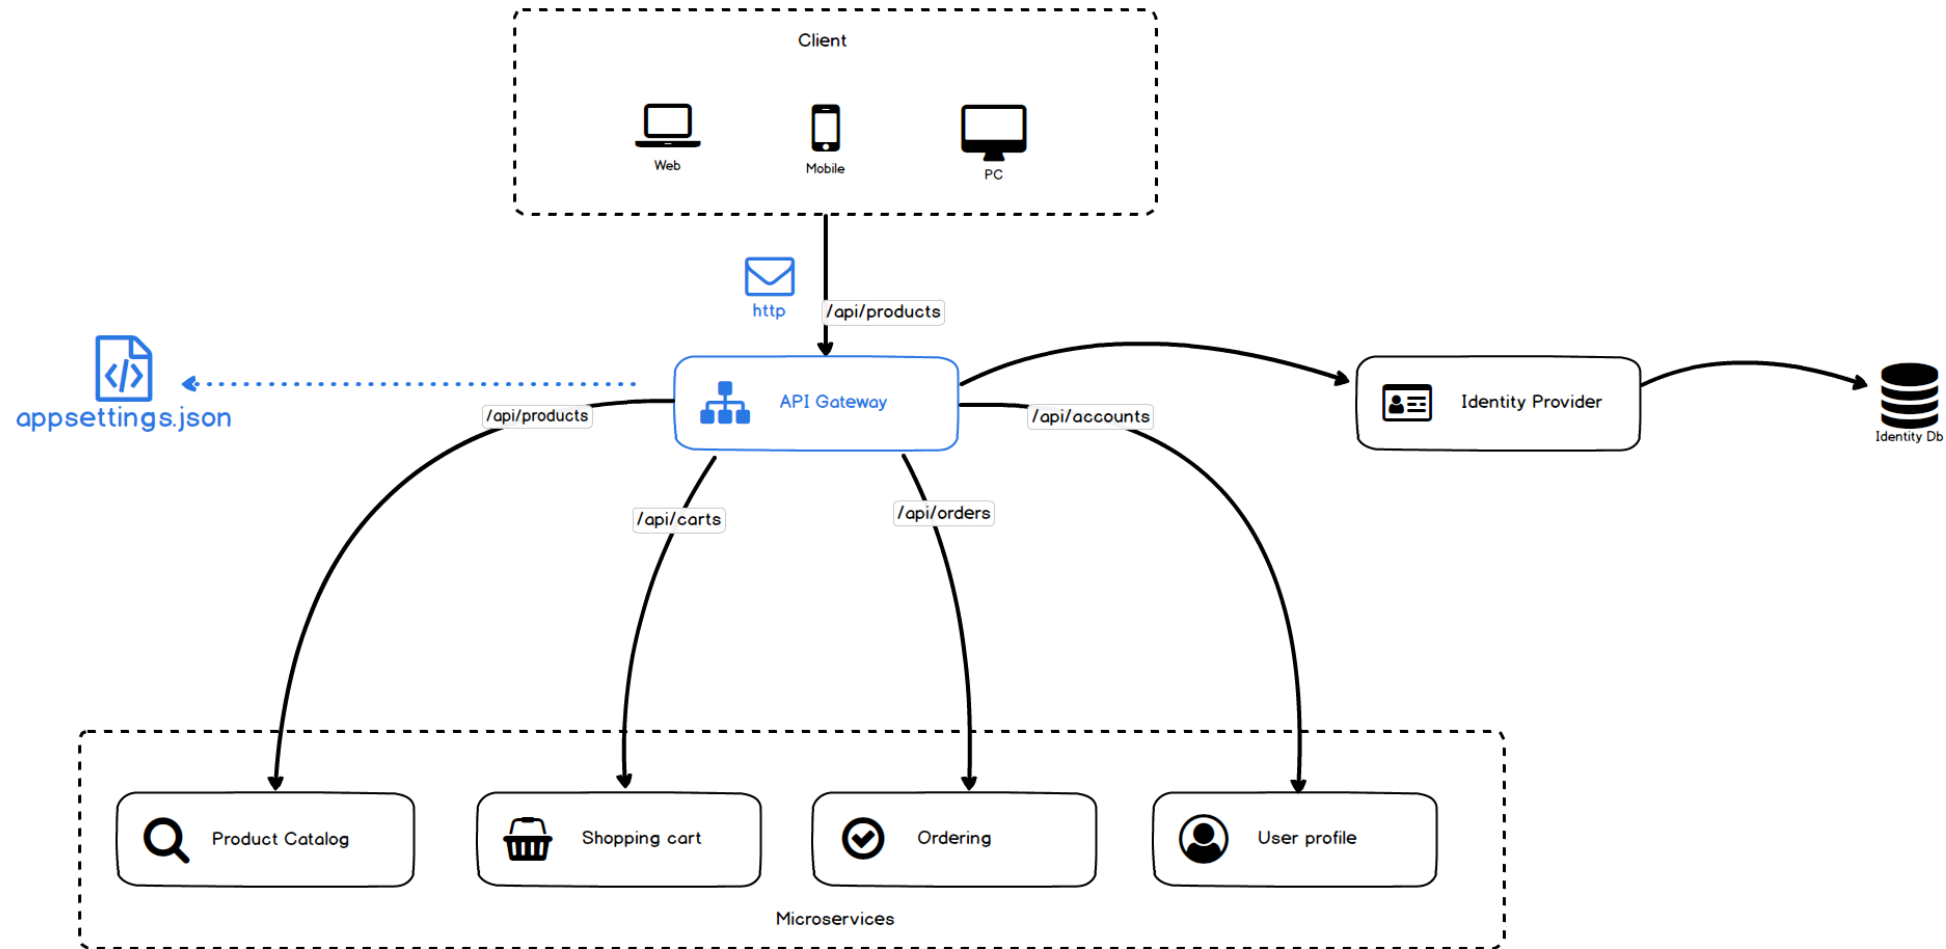 Client
Web
Mobile
PC
http
/api/products
appsettings.json
/api/products
API Gateway
/api/accounts
Identity Provider
Identity Db
/api/carts
/api/orders
Product Catalog
Shopping cart
Ordering
User profile
Microservices